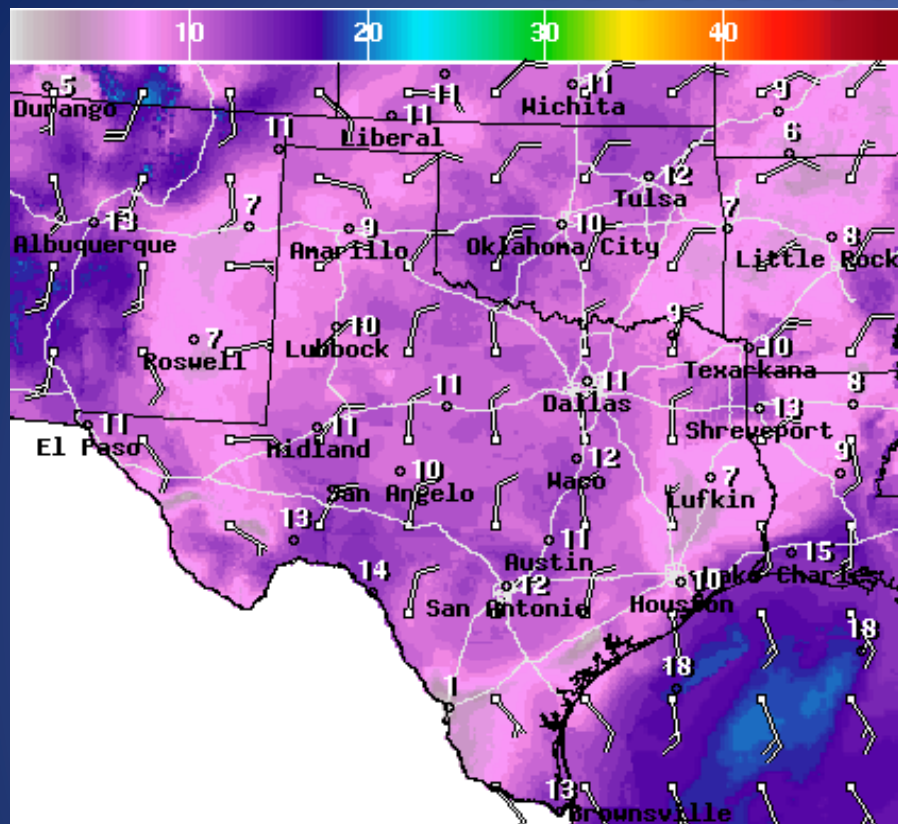 10 20 30 40
5 11 11
Durango Wichita 9
11 11
Liberal
6
12
Tulsa
13 7 9 10 7 8
Albuquerque Amarillo Oklahoma City Little Rock
7 10 9
Roswell Lubbock 10
Texarkana
11 11
Dallas 13 8
11 11 Shreveport
El Paso Midland
10 12 7 9
San Angelo Waco Lufkin
13 11 15
Austin Lake Charles
14 12 10
San Antonio Houston
18
18
1
13
Brownsville